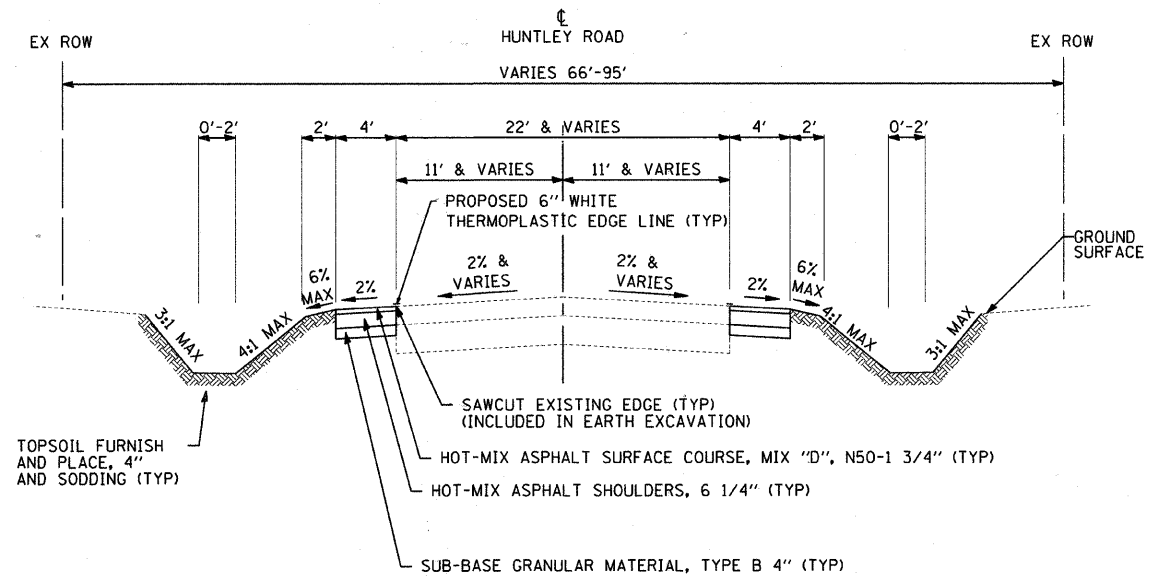 ℄
HUNTLEY ROAD
EX ROW
EX ROW
VARIES 66'-95'
0'-2'
2'
4'
22' & VARIES
4'
2'
0'-2'
11' & VARIES
11' & VARIES
PROPOSED 6" WHITE
THERMOPLASTIC EDGE LINE (TYP)
GROUND
SURFACE
6%
MAX
2%
2% &
VARIES
2% &
VARIES
2%
6%
MAX
3:1 MAX
4:1 MAX
4:1 MAX
3:1 MAX
SAWCUT EXISTING EDGE (TYP)
(INCLUDED IN EARTH EXCAVATION)
TOPSOIL FURNISH
AND PLACE, 4"
AND SODDING (TYP)
HOT-MIX ASPHALT SURFACE COURSE, MIX "D", N50-1 3/4" (TYP)
HOT-MIX ASPHALT SHOULDERS, 6 1/4" (TYP)
SUB-BASE GRANULAR MATERIAL, TYPE B 4" (TYP)